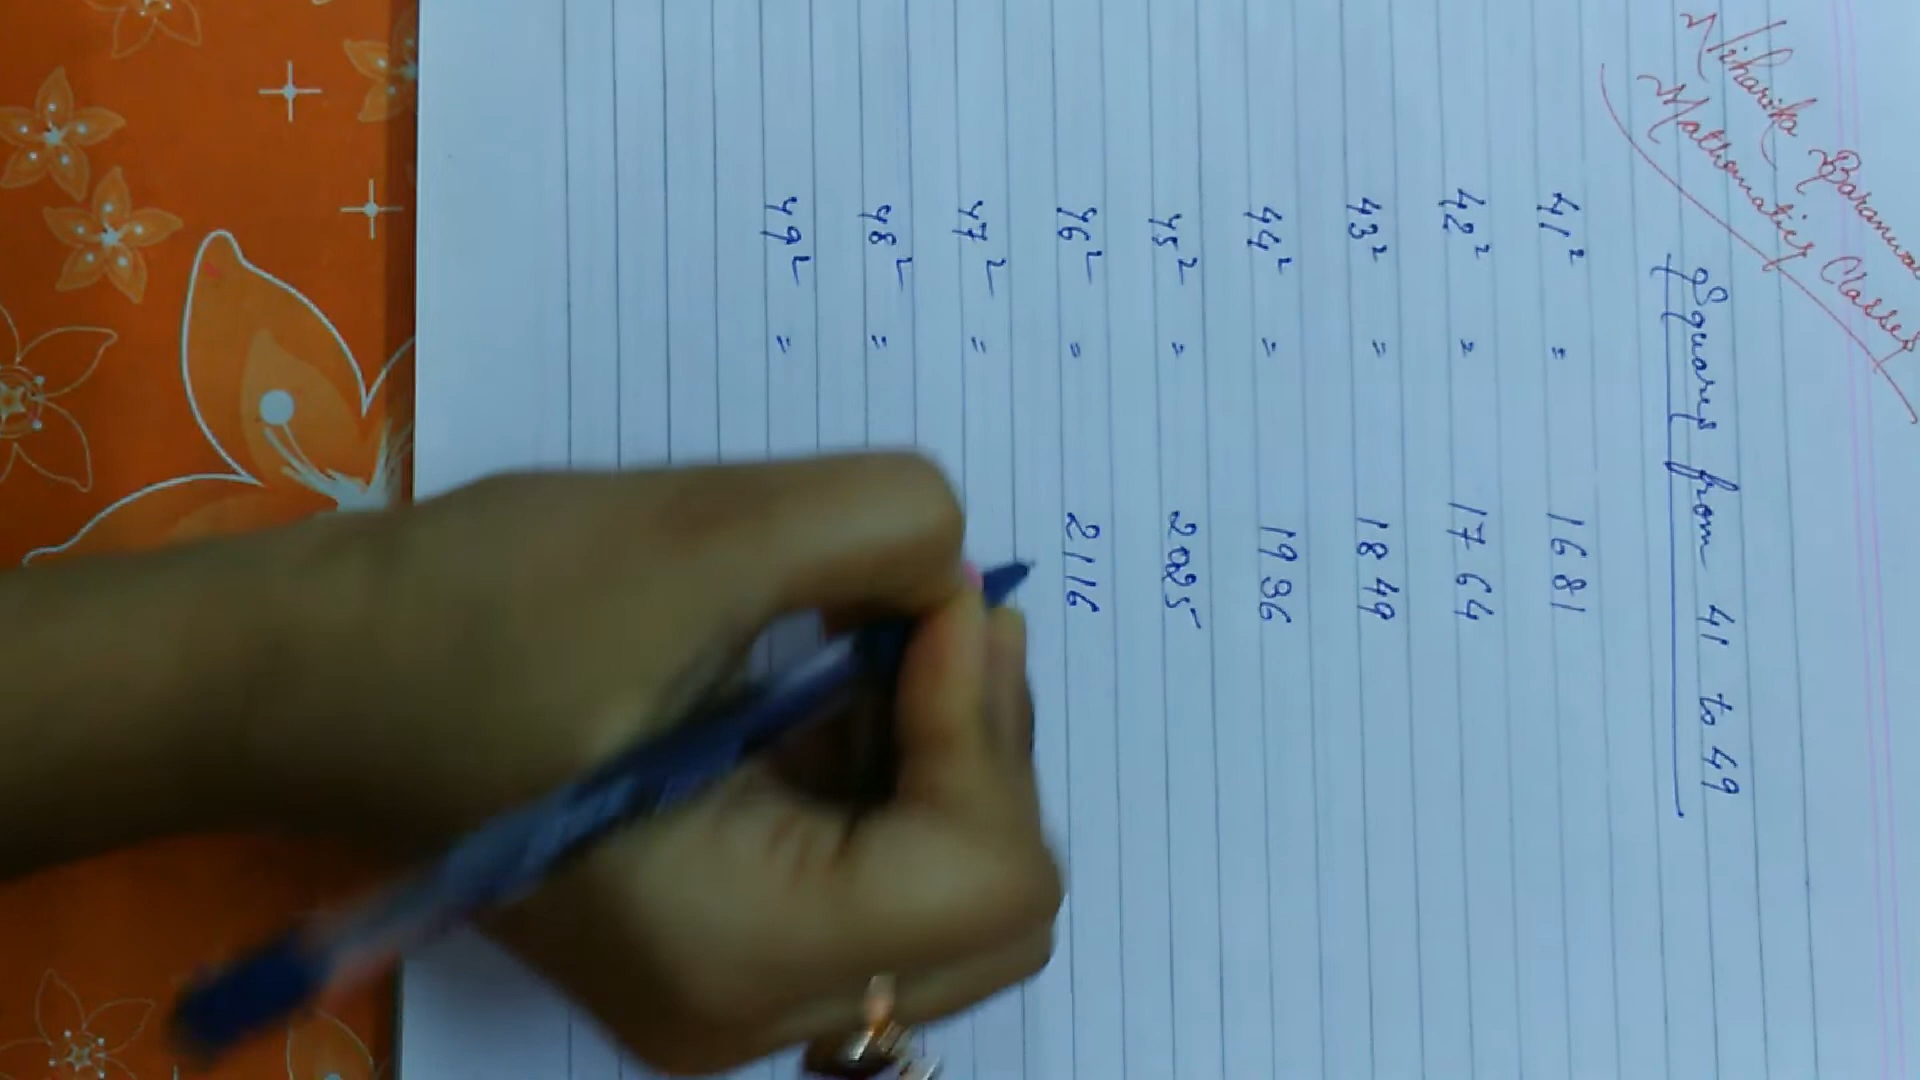 Niharika Baranwal
Mathematics Classes
Squares from 41 to 49
41² = 1681
42² = 1764
43² = 1849
44² = 1936
45² = 2025
46² = 2116
47² =
48² =
49² =